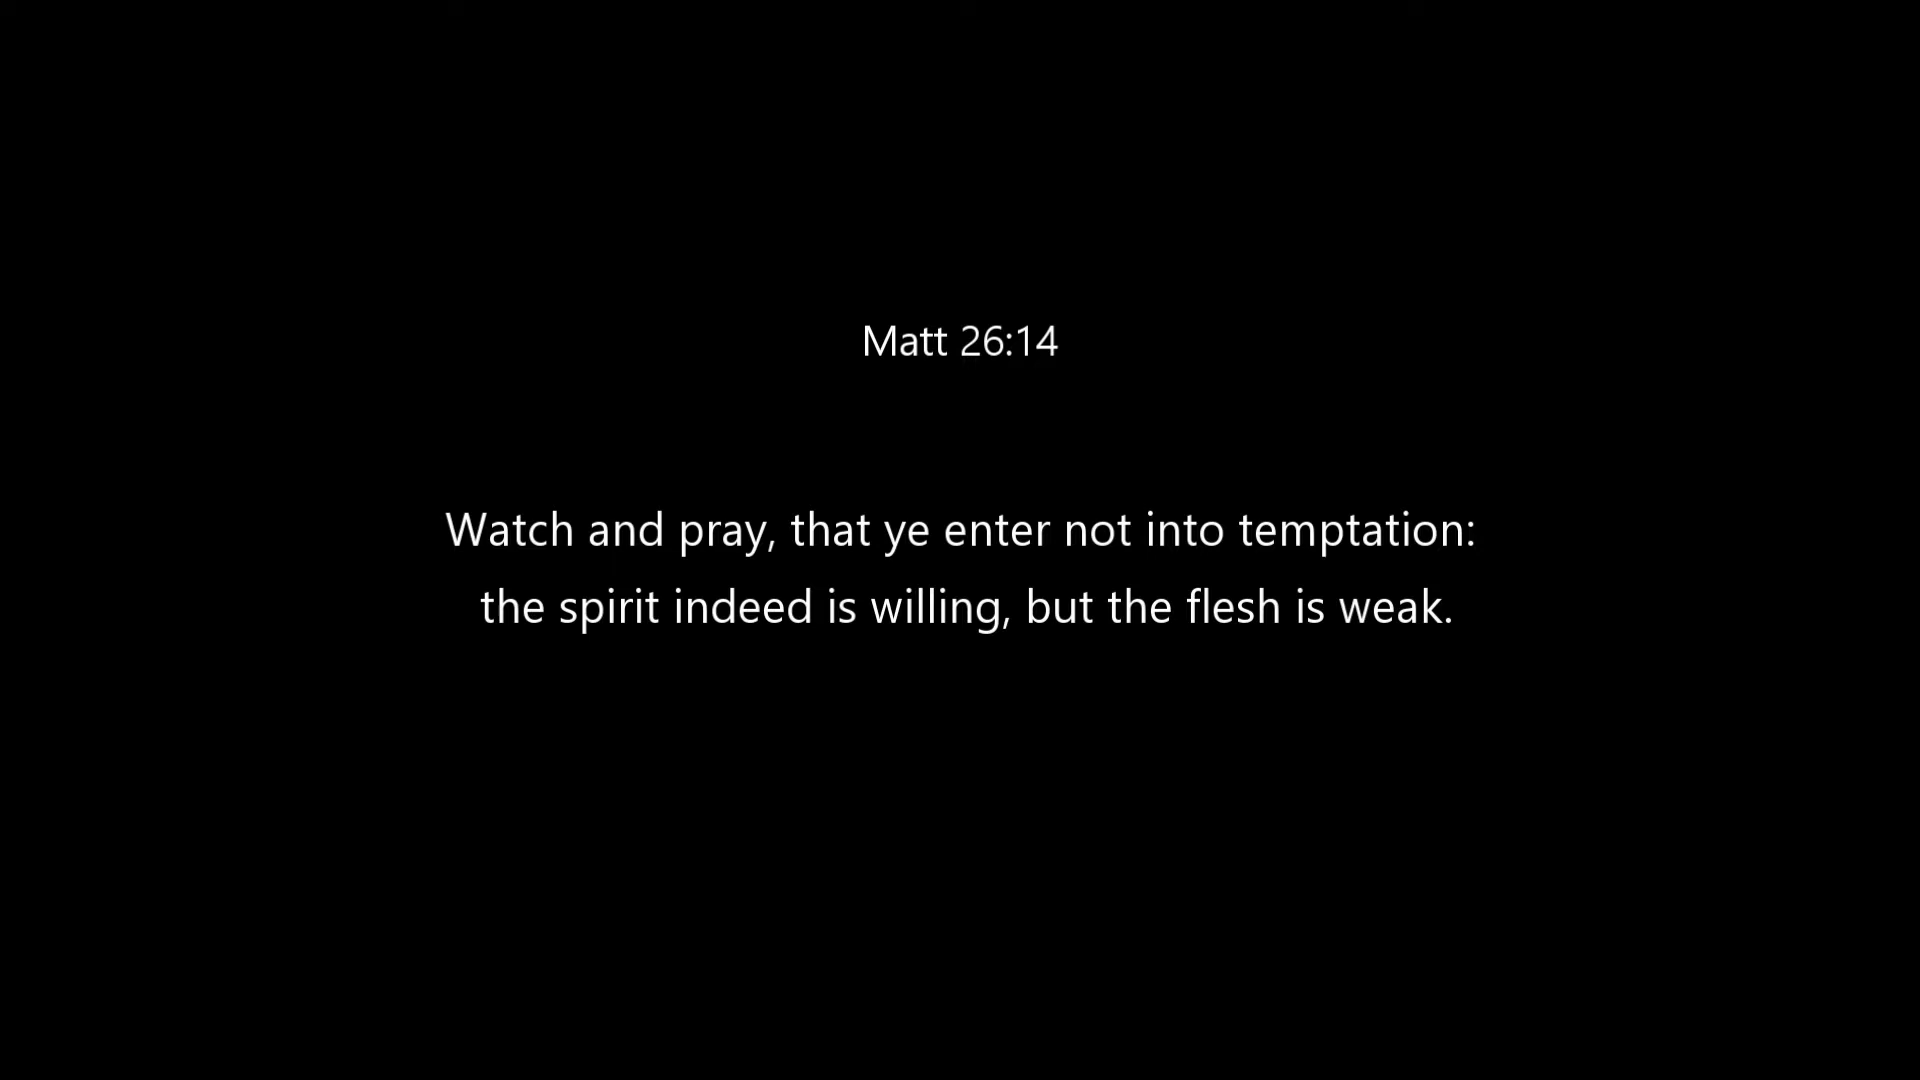 Matt 26:14
Watch and pray, that ye enter not into temptation:
the spirit indeed is willing, but the flesh is weak.